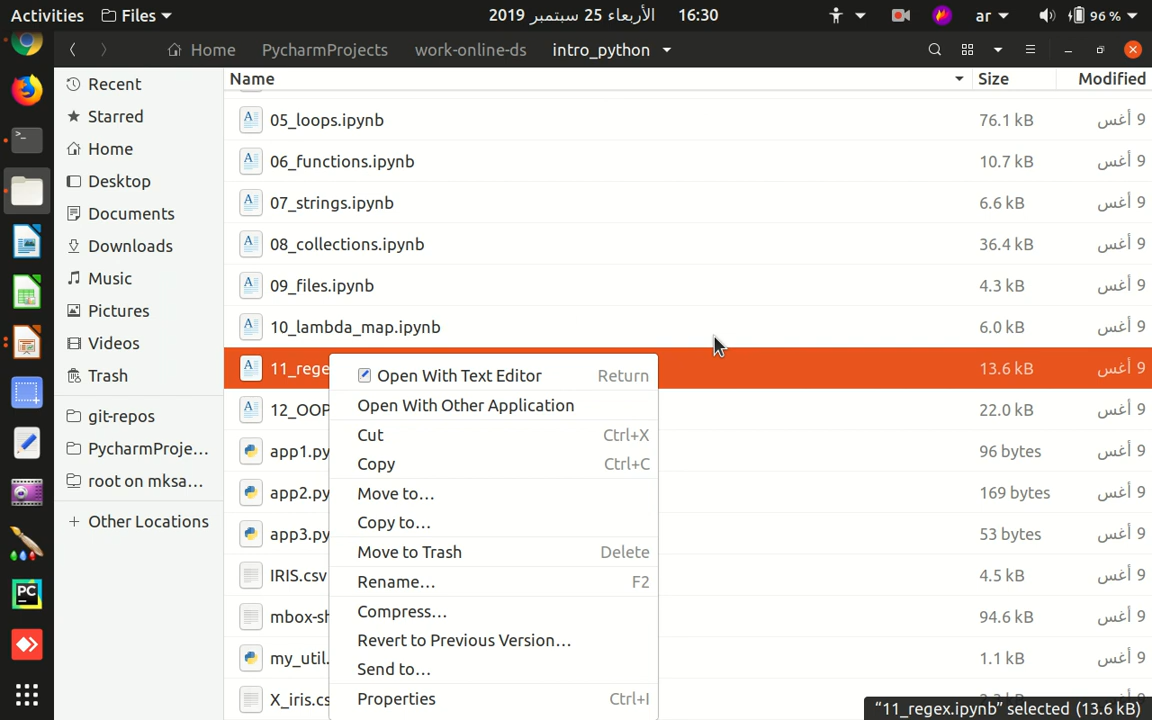 Activities Files الأربعاء 25 سبتمبر 2019 16:30 ar 96 %
Home PycharmProjects work-online-ds intro_python
Name Size Modified
Recent
Starred
Home
Desktop
Documents
Downloads
Music
Pictures
Videos
Trash
git-repos
PycharmProje...
root on mksa...
+ Other Locations
05_loops.ipynb 76.1 kB 9 أغس
06_functions.ipynb 10.7 kB 9 أغس
07_strings.ipynb 6.6 kB 9 أغس
08_collections.ipynb 36.4 kB 9 أغس
09_files.ipynb 4.3 kB 9 أغس
10_lambda_map.ipynb 6.0 kB 9 أغس
11_rege 13.6 kB 9 أغس
12_OOP 22.0 kB 9 أغس
app1.py 96 bytes 9 أغس
app2.py 169 bytes 9 أغس
app3.py 53 bytes 9 أغس
IRIS.csv 4.5 kB 9 أغس
mbox-sh 94.6 kB 9 أغس
my_util. 1.1 kB 9 أغس
X_iris.cs
Open With Text Editor Return
Open With Other Application
Cut Ctrl+X
Copy Ctrl+C
Move to...
Copy to...
Move to Trash Delete
Rename... F2
Compress...
Revert to Previous Version...
Send to...
Properties Ctrl+I
"11_regex.ipynb" selected (13.6 kB)
PC